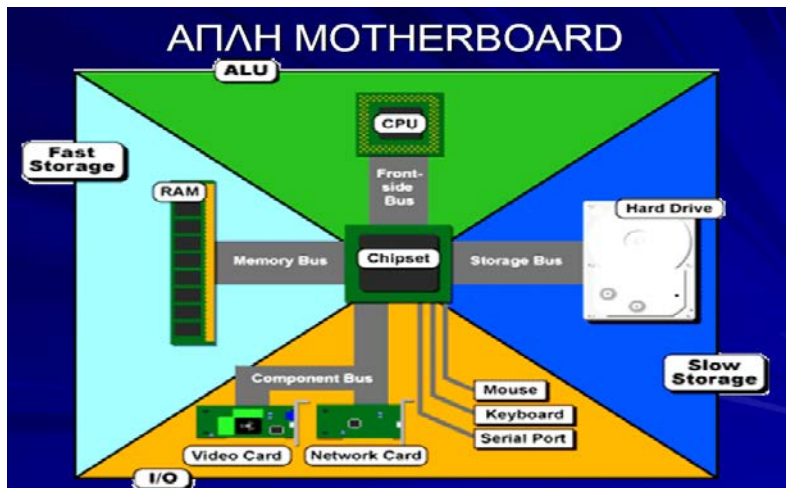 ΑΠΛΗ MOTHERBOARD
ALU
CPU
Fast
Storage
Front-
side
Bus
RAM
Hard Drive
Memory Bus
Chipset
Storage Bus
Component Bus
Mouse
Slow
Storage
Keyboard
Serial Port
Video Card
Network Card
I/O